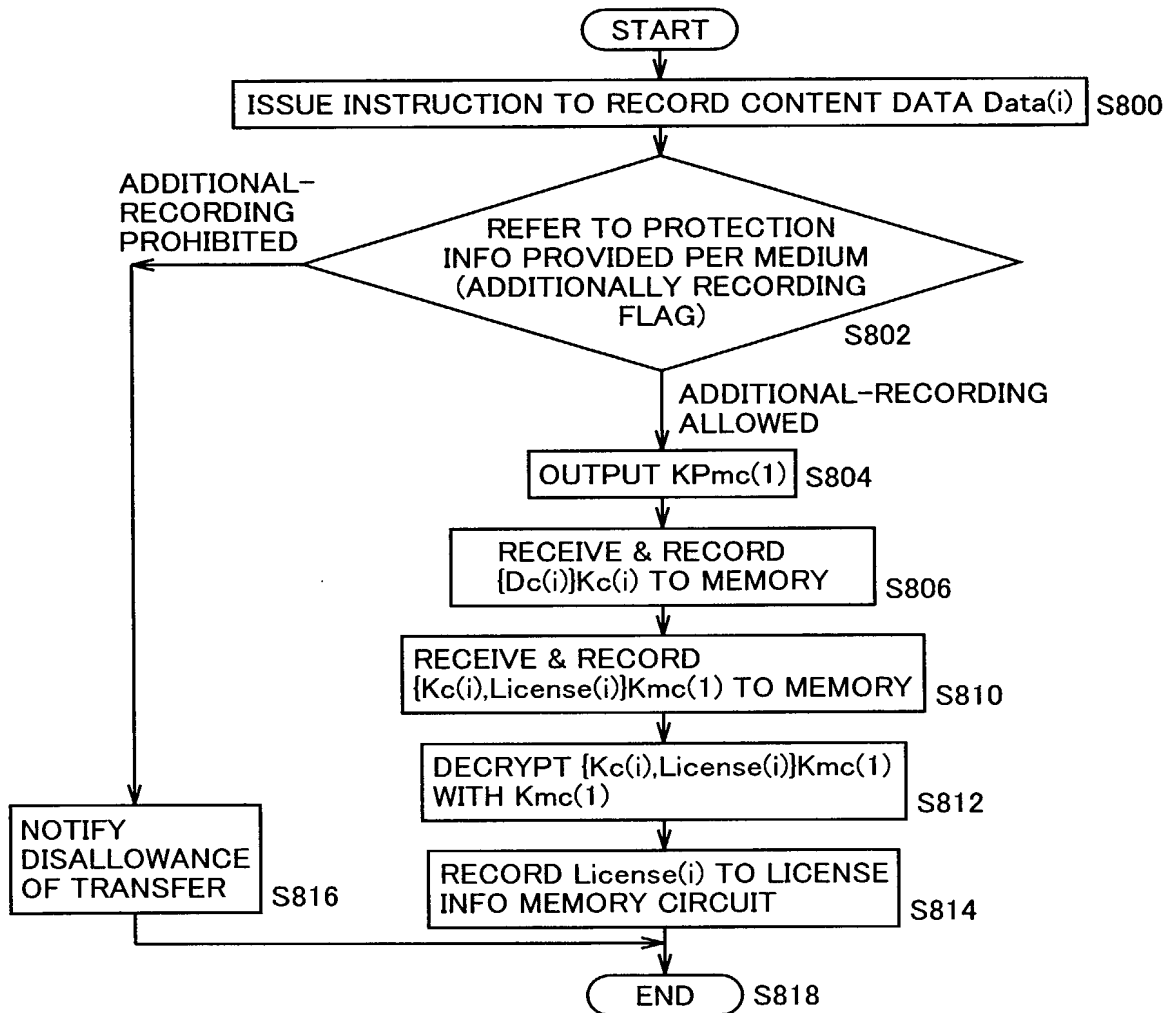 START
ISSUE INSTRUCTION TO RECORD CONTENT DATA Data(i)
S800
ADDITIONAL-
RECORDING
PROHIBITED
REFER TO PROTECTION
INFO PROVIDED PER MEDIUM
(ADDITIONALLY RECORDING
FLAG)
S802
ADDITIONAL-RECORDING
ALLOWED
OUTPUT KPmc(1)
S804
RECEIVE & RECORD
{Dc(i)}Kc(i) TO MEMORY
S806
RECEIVE & RECORD
{Kc(i),License(i)}Kmc(1) TO MEMORY
S810
DECRYPT {Kc(i),License(i)}Kmc(1)
WITH Kmc(1)
S812
NOTIFY
DISALLOWANCE
OF TRANSFER
S816
RECORD License(i) TO LICENSE
INFO MEMORY CIRCUIT
S814
END
S818